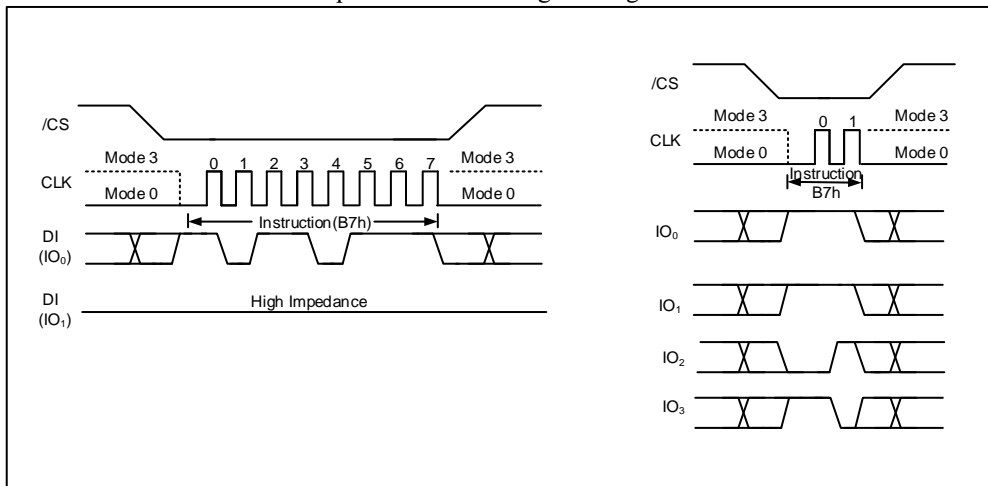 /CS
Mode 3
0 1 2 3 4 5 6 7
Mode 3
CLK
Mode 0
Mode 0
Instruction(B7h)
DI
(IO₀)
DI
(IO₁)
High Impedance
/CS
Mode 3
0 1
Mode 3
CLK
Mode 0
Mode 0
Instruction
B7h
IO₀
IO₁
IO₂
IO₃